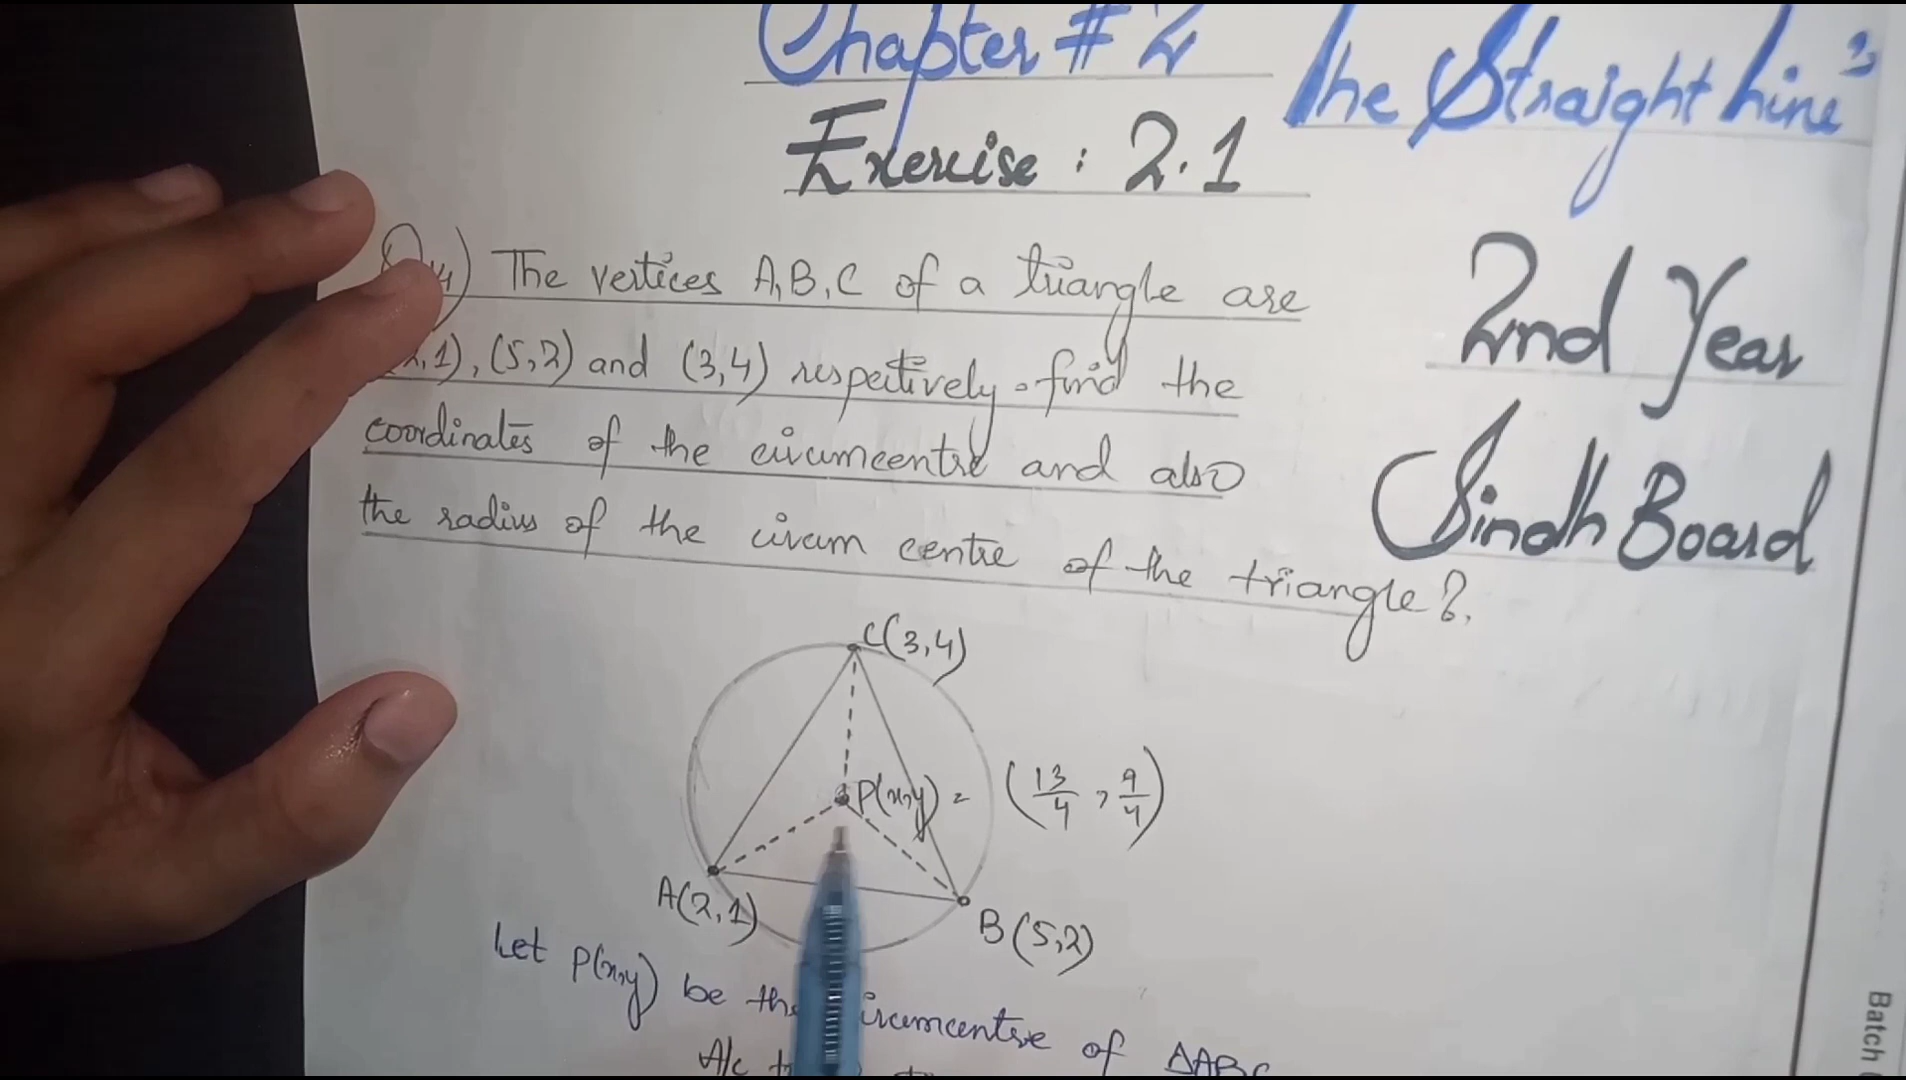 Chapter # 2 The Straight Line"
Exercise : 2.1
2nd Year
Sindh Board
The vertices A, B, C of a triangle are
,1), (5,2) and (3,4) respectively. find the
coordinates of the circumcentre and also
the radius of the circum centre of the triangle?.
C(3,4)
P(x,y) = (13/4, 9/4)
A(2,1)
B(5,2)
Let P(x,y) be the circumcentre of ΔABC
A/c
Batch